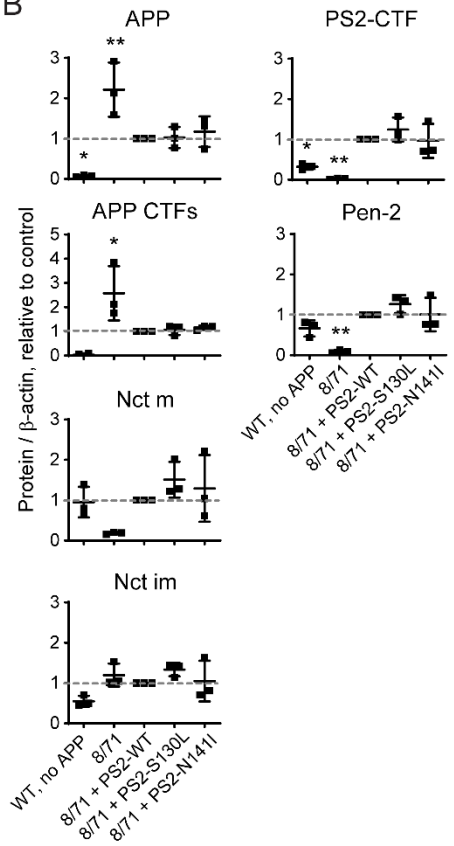 B
APP
PS2-CTF
3
2
1
0
**
*
3
2
1
0
*
**
APP CTFs
Pen-2
5
4
3
2
1
0
*
3
2
1
0
**
WT, no APP
8/71
8/71 + PS2-WT
8/71 + PS2-S130L
8/71 + PS2-N141I
Protein / β-actin, relative to control
Nct m
3
2
1
0
Nct im
3
2
1
0
WT, no APP
8/71
8/71 + PS2-WT
8/71 + PS2-S130L
8/71 + PS2-N141I